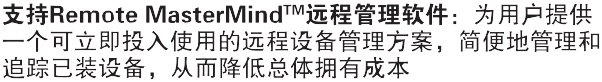 支持Remote MasterMind™远程管理软件：为用户提供
一个可立即投入使用的远程设备管理方案，简便地管理和
追踪已装设备，从而降低总体拥有成本